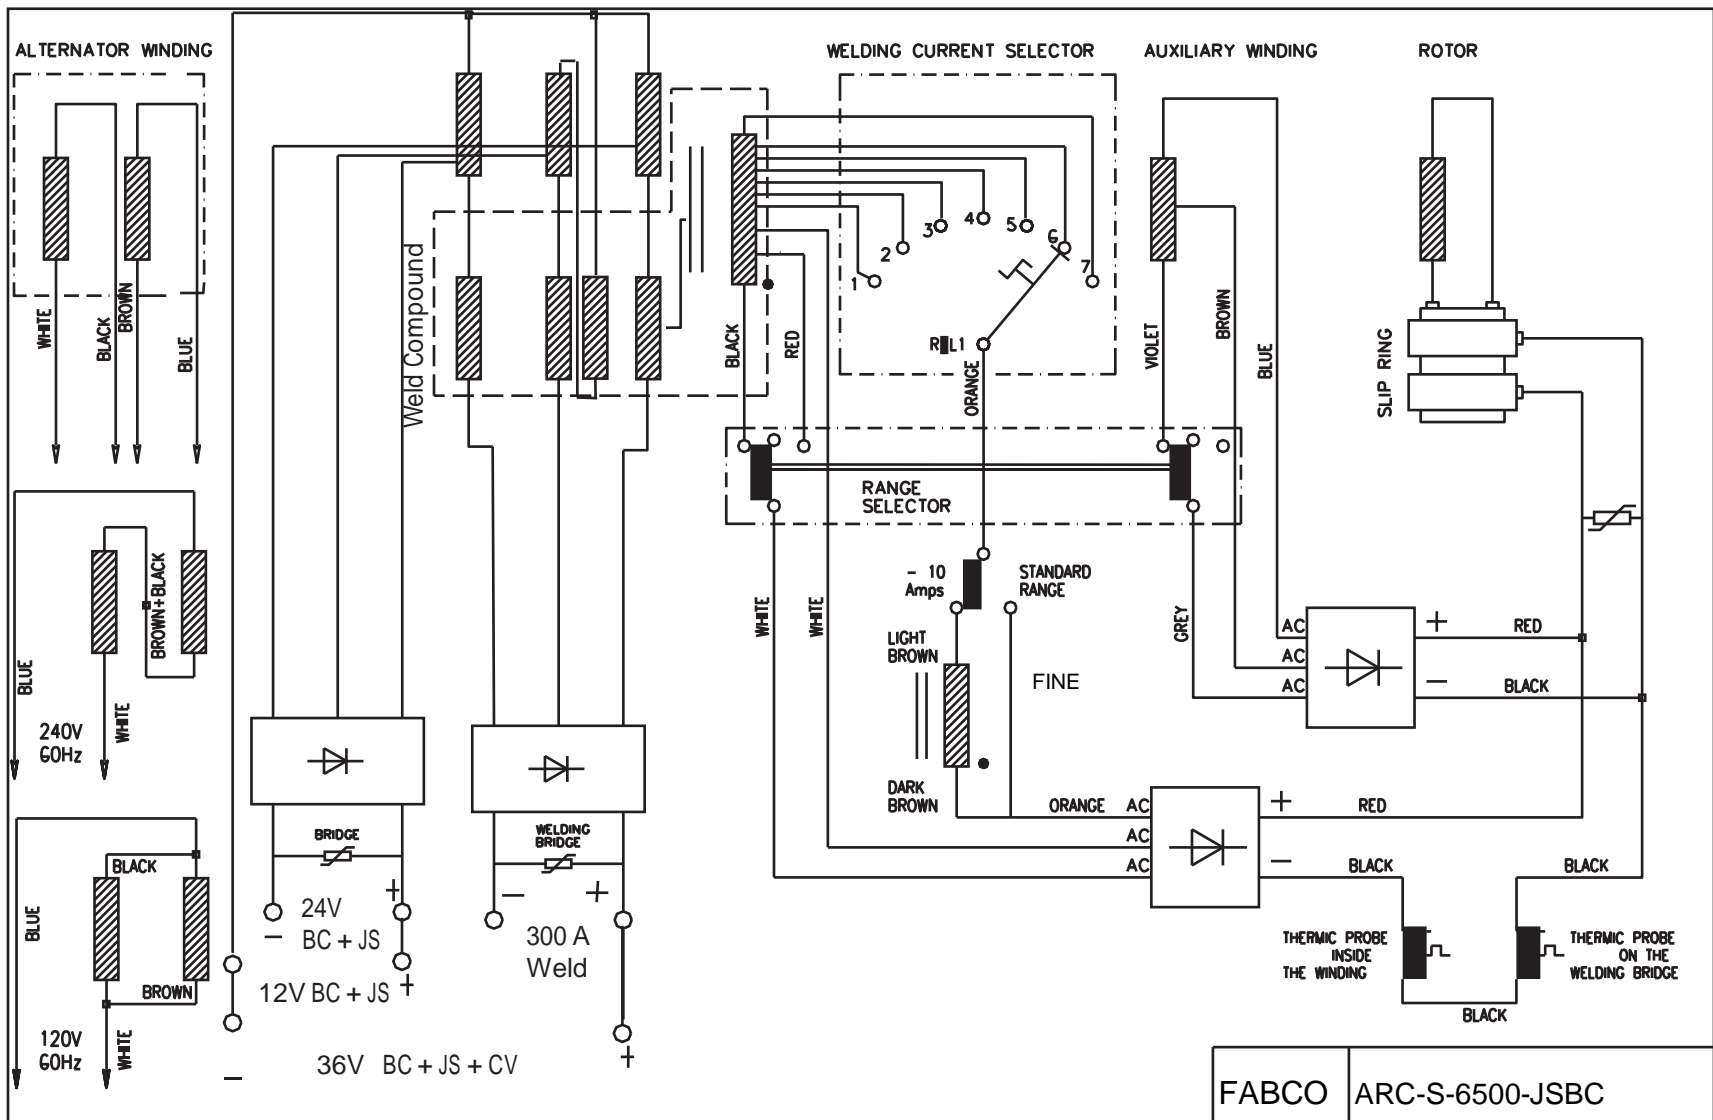 ALTERNATOR WINDING
WELDING CURRENT SELECTOR
AUXILIARY WINDING
ROTOR
WHITE
BLACK
BROWN
BLUE
Weld Compound
BLACK
RED
1
2
3
4
5
6
7
L1
ORANGE
VIOLET
BROWN
BLUE
SLIP RING
RANGE
SELECTOR
BLUE
BROWN+BLACK
WHITE
240V
60Hz
WHITE
WHITE
- 10
Amps
STANDARD
RANGE
LIGHT
BROWN
FINE
DARK
BROWN
GREY
AC
AC
AC
+
RED
−
BLACK
ORANGE
AC
AC
AC
+
RED
−
BLACK
BLACK
BRIDGE
WELDING
BRIDGE
BLUE
BLACK
BROWN
WHITE
120V
60Hz
+
24V
− BC + JS
12V BC + JS +
− +
300 A
Weld
36V BC + JS + CV
−
+
THERMIC PROBE
INSIDE
THE WINDING
THERMIC PROBE
ON THE
WELDING BRIDGE
BLACK
FABCO
ARC-S-6500-JSBC